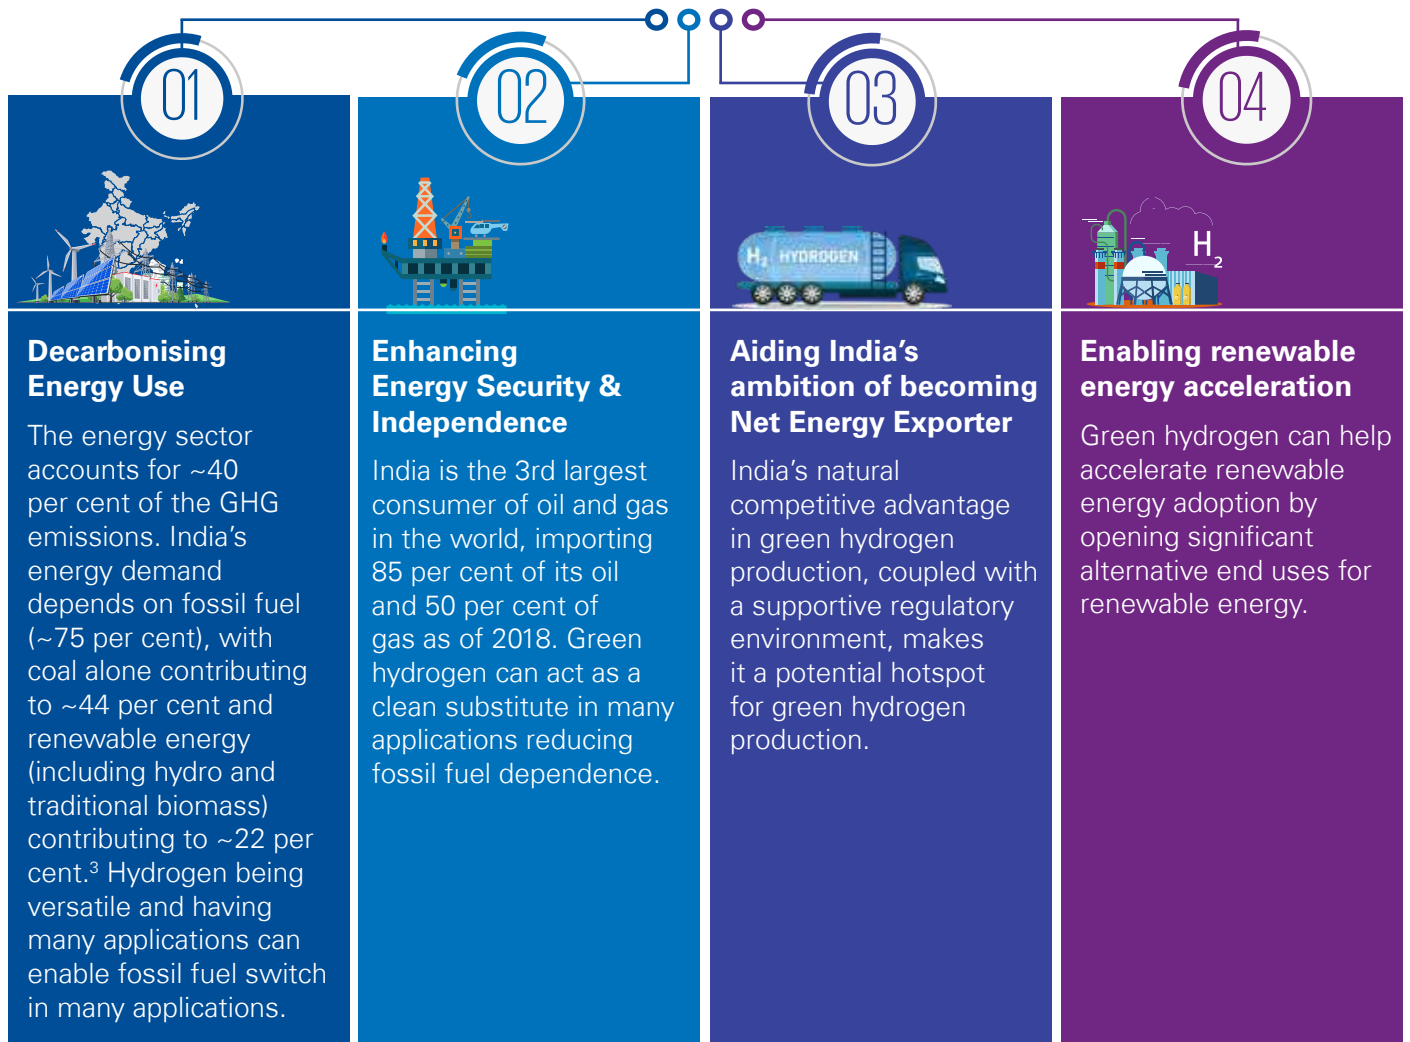 01
Decarbonising
Energy Use
The energy sector
accounts for ~40
per cent of the GHG
emissions. India’s
energy demand
depends on fossil fuel
(~75 per cent), with
coal alone contributing
to ~44 per cent and
renewable energy
(including hydro and
traditional biomass)
contributing to ~22 per
cent.³ Hydrogen being
versatile and having
many applications can
enable fossil fuel switch
in many applications.
02
Enhancing
Energy Security &
Independence
India is the 3rd largest
consumer of oil and gas
in the world, importing
85 per cent of its oil
and 50 per cent of
gas as of 2018. Green
hydrogen can act as a
clean substitute in many
applications reducing
fossil fuel dependence.
03
H₂ HYDROGEN
Aiding India’s
ambition of becoming
Net Energy Exporter
India’s natural
competitive advantage
in green hydrogen
production, coupled with
a supportive regulatory
environment, makes
it a potential hotspot
for green hydrogen
production.
04
H₂
Enabling renewable
energy acceleration
Green hydrogen can help
accelerate renewable
energy adoption by
opening significant
alternative end uses for
renewable energy.